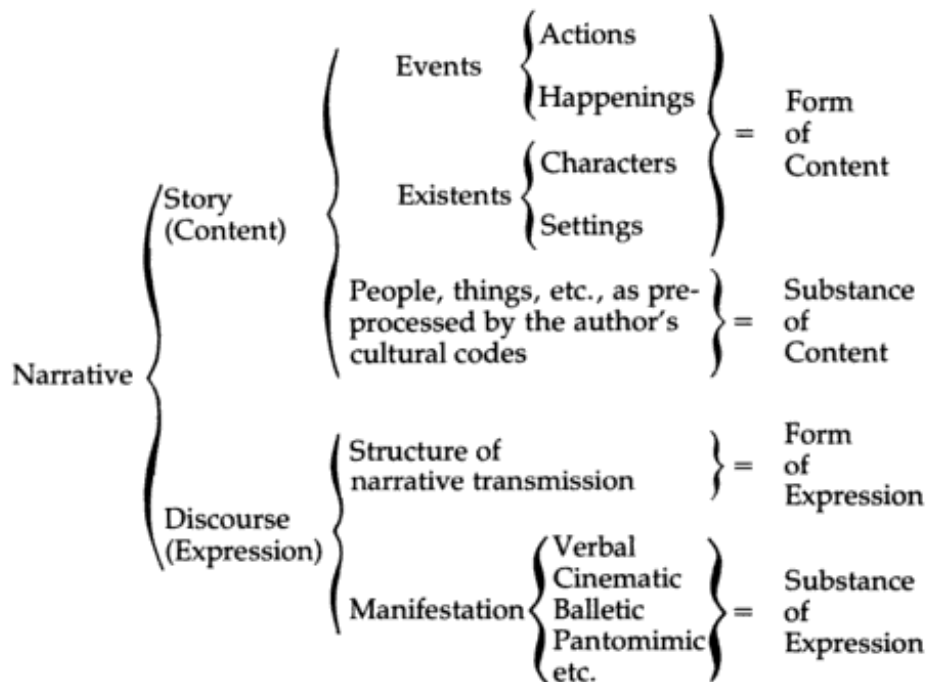 Narrative
Story
(Content)
Events
Actions
Happenings
Existents
Characters
Settings
= Form
of
Content
People, things, etc., as pre-
processed by the author's
cultural codes
= Substance
of
Content
Discourse
(Expression)
Structure of
narrative transmission
= Form
of
Expression
Manifestation
Verbal
Cinematic
Balletic
Pantomimic
etc.
= Substance
of
Expression